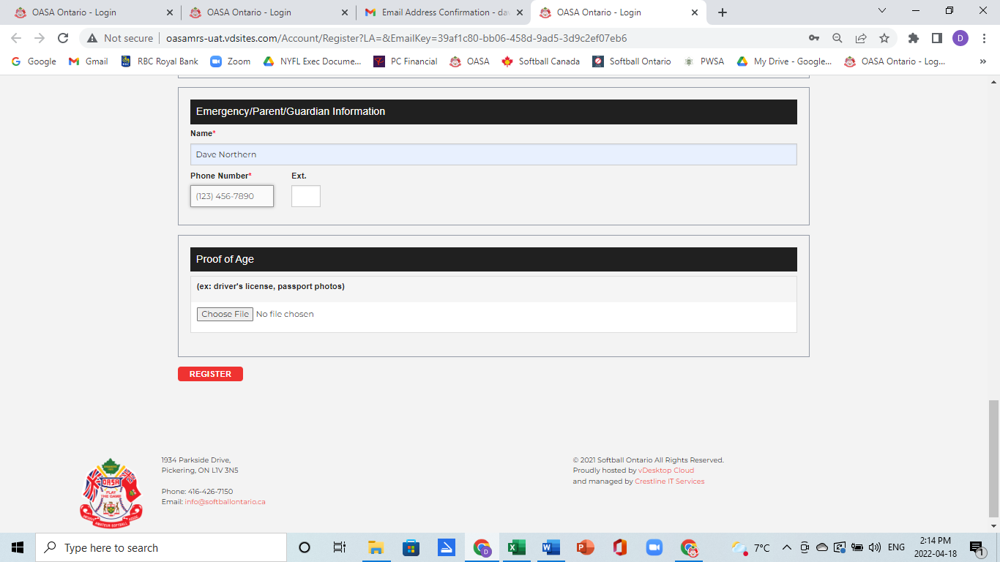 OASA Ontario - Login
OASA Ontario - Login
Email Address Confirmation - da
OASA Ontario - Login
Not secure
oasamrs-uat.vdsites.com/Account/Register?LA=&EmailKey=39af1c80-bb06-458d-9ad5-3d9c2ef07eb6
D
Google
Gmail
RBC Royal Bank
Zoom
NYFL Exec Docume...
PC Financial
OASA
Softball Canada
Softball Ontario
PWSA
My Drive - Google...
OASA Ontario - Log...
»
Emergency/Parent/Guardian Information
Name*
Dave Northern
Phone Number*
Ext.
(123) 456-7890
Proof of Age
(ex: driver's license, passport photos)
Choose File No file chosen
REGISTER
OASA
PLAY
THE GAME
1934 Parkside Drive,
Pickering, ON L1V 3N5
Phone: 416-426-7150
Email: info@softballontario.ca
© 2021 Softball Ontario All Rights Reserved.
Proudly hosted by vDesktop Cloud
and managed by Crestline IT Services
Type here to search
7°C
ENG
2:14 PM
2022-04-18
1